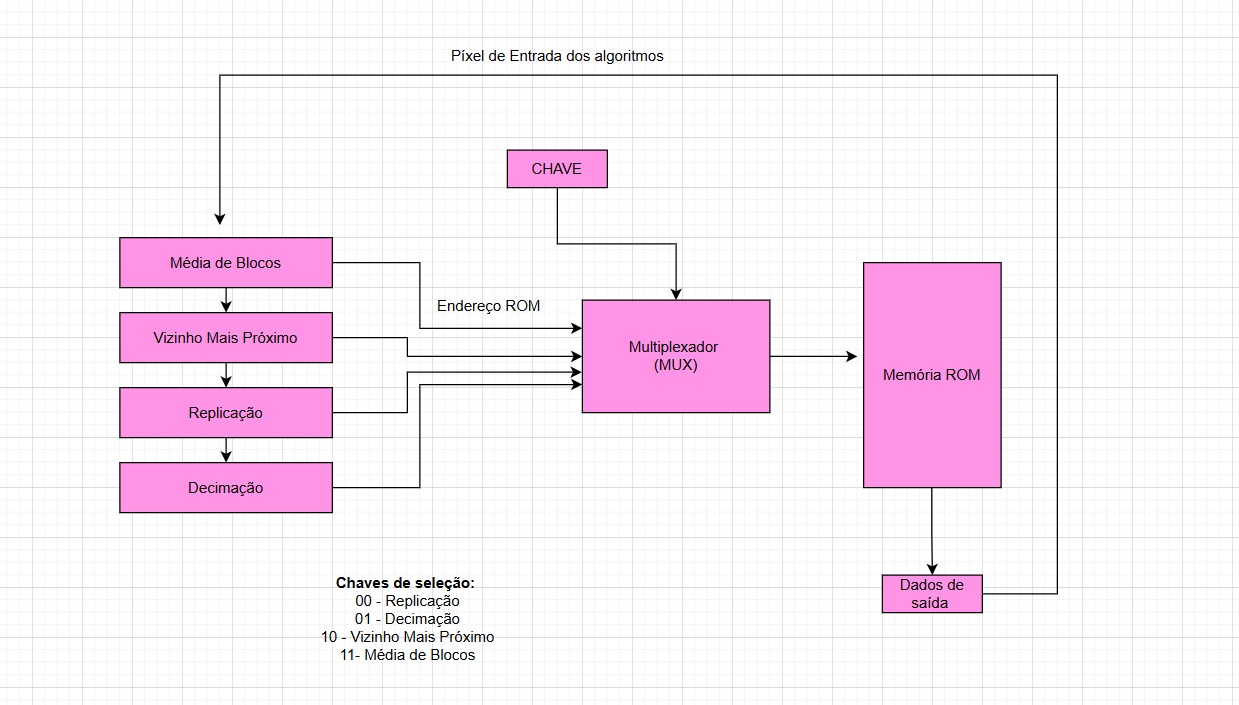 Píxel de Entrada dos algoritmos
CHAVE
Média de Blocos
Endereço ROM
Vizinho Mais Próximo
Multiplexador
(MUX)
Memória ROM
Replicação
Decimação
Chaves de seleção:
00 - Replicação
01 - Decimação
10 - Vizinho Mais Próximo
11- Média de Blocos
Dados de
saída